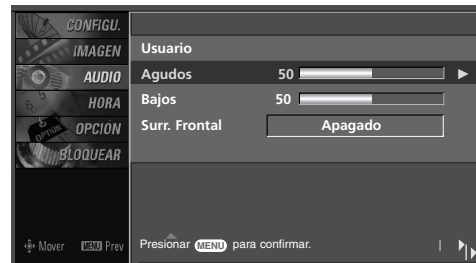 CONFIGU.
IMAGEN
AUDIO
HORA
OPCIÓN
BLOQUEAR
Mover MENU Prev
Usuario
Agudos 50
Bajos 50
Surr. Frontal Apagado
Presionar MENU para confirmar.